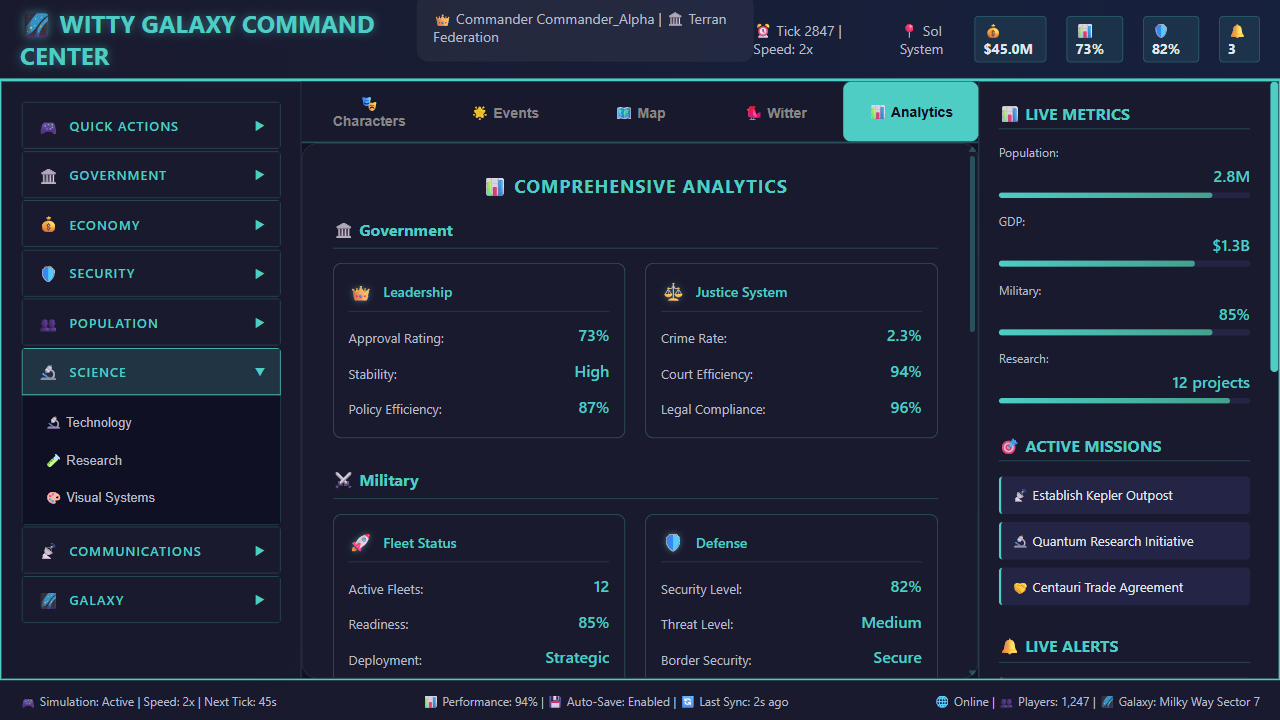 WITTY GALAXY COMMAND
CENTER
Commander Commander_Alpha | Terran
Federation
Tick 2847 |
Speed: 2x
Sol
System
$45.0M
73%
82%
3
QUICK ACTIONS ▶
GOVERNMENT ▶
ECONOMY ▶
SECURITY ▶
POPULATION ▶
SCIENCE ▼
Technology
Research
Visual Systems
COMMUNICATIONS ▶
GALAXY ▶
Characters
Events
Map
Witter
Analytics
COMPREHENSIVE ANALYTICS
Government
Leadership
Approval Rating: 73%
Stability: High
Policy Efficiency: 87%
Justice System
Crime Rate: 2.3%
Court Efficiency: 94%
Legal Compliance: 96%
Military
Fleet Status
Active Fleets: 12
Readiness: 85%
Deployment: Strategic
Defense
Security Level: 82%
Threat Level: Medium
Border Security: Secure
LIVE METRICS
Population:
2.8M
GDP:
$1.3B
Military:
85%
Research:
12 projects
ACTIVE MISSIONS
Establish Kepler Outpost
Quantum Research Initiative
Centauri Trade Agreement
LIVE ALERTS
Simulation: Active | Speed: 2x | Next Tick: 45s
Performance: 94% | Auto-Save: Enabled | Last Sync: 2s ago
Online | Players: 1,247 | Galaxy: Milky Way Sector 7